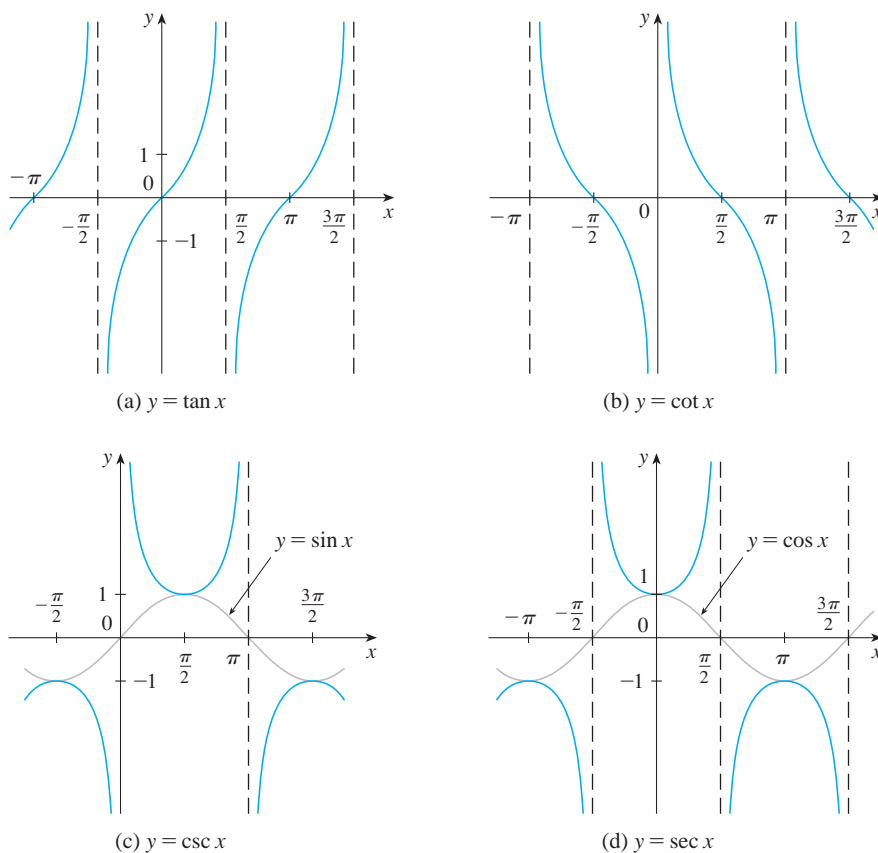 y
1
−π
0
−π/2
−1
π/2
π
3π/2
x
(a) y = tan x
y
−π
−π/2
0
π/2
π
3π/2
x
(b) y = cot x
y
y = sin x
−π/2
1
0
3π/2
π/2
π
x
−1
(c) y = csc x
y
y = cos x
1
−π
−π/2
0
3π/2
−1
π/2
π
x
(d) y = sec x